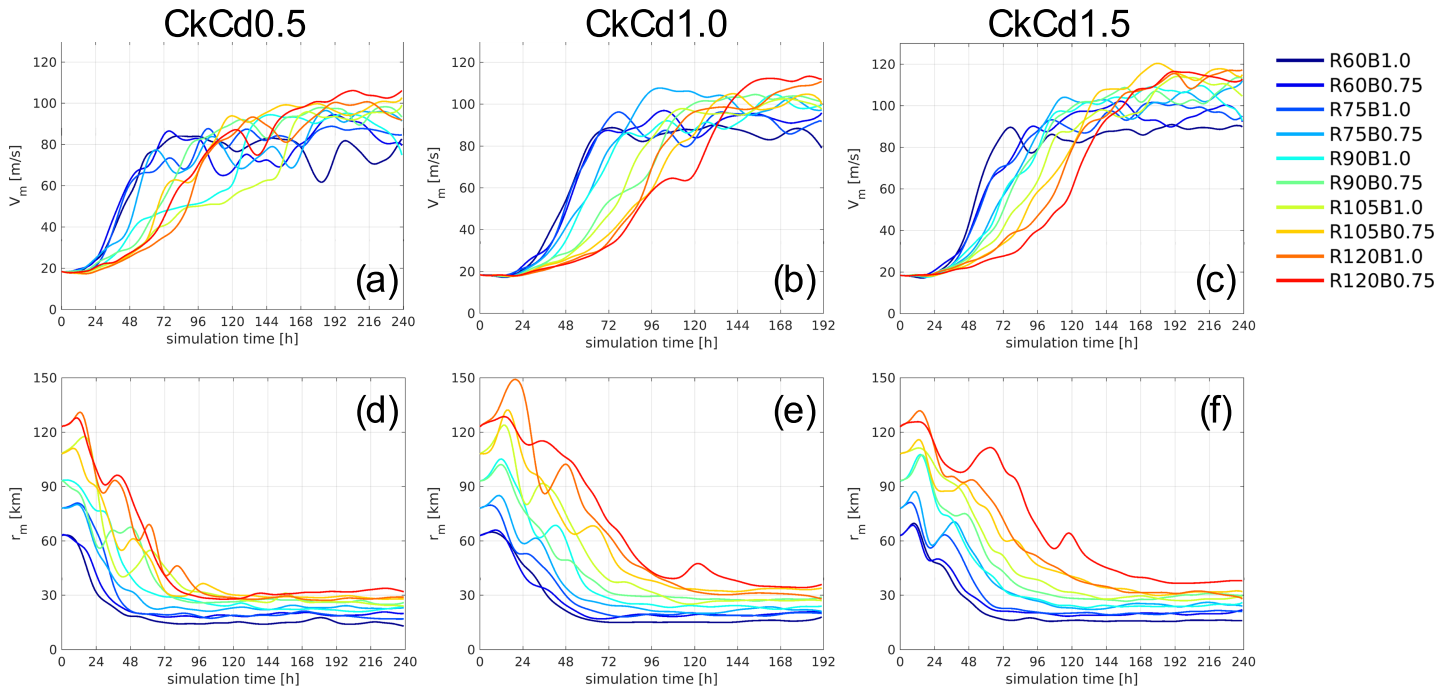 CkCd0.5
CkCd1.0
CkCd1.5
V_m [m/s]
120
100
80
60
40
20
0
(a)
0 24 48 72 96 120 144 168 192 216 240
simulation time [h]
V_m [m/s]
120
100
80
60
40
20
0
(b)
0 24 48 72 96 120 144 168 192
simulation time [h]
V_m [m/s]
120
100
80
60
40
20
0
(c)
0 24 48 72 96 120 144 168 192 216 240
simulation time [h]
R60B1.0
R60B0.75
R75B1.0
R75B0.75
R90B1.0
R90B0.75
R105B1.0
R105B0.75
R120B1.0
R120B0.75
r_m [km]
150
120
90
60
30
0
(d)
0 24 48 72 96 120 144 168 192 216 240
simulation time [h]
r_m [km]
150
120
90
60
30
0
(e)
0 24 48 72 96 120 144 168 192
simulation time [h]
r_m [km]
150
120
90
60
30
0
(f)
0 24 48 72 96 120 144 168 192 216 240
simulation time [h]